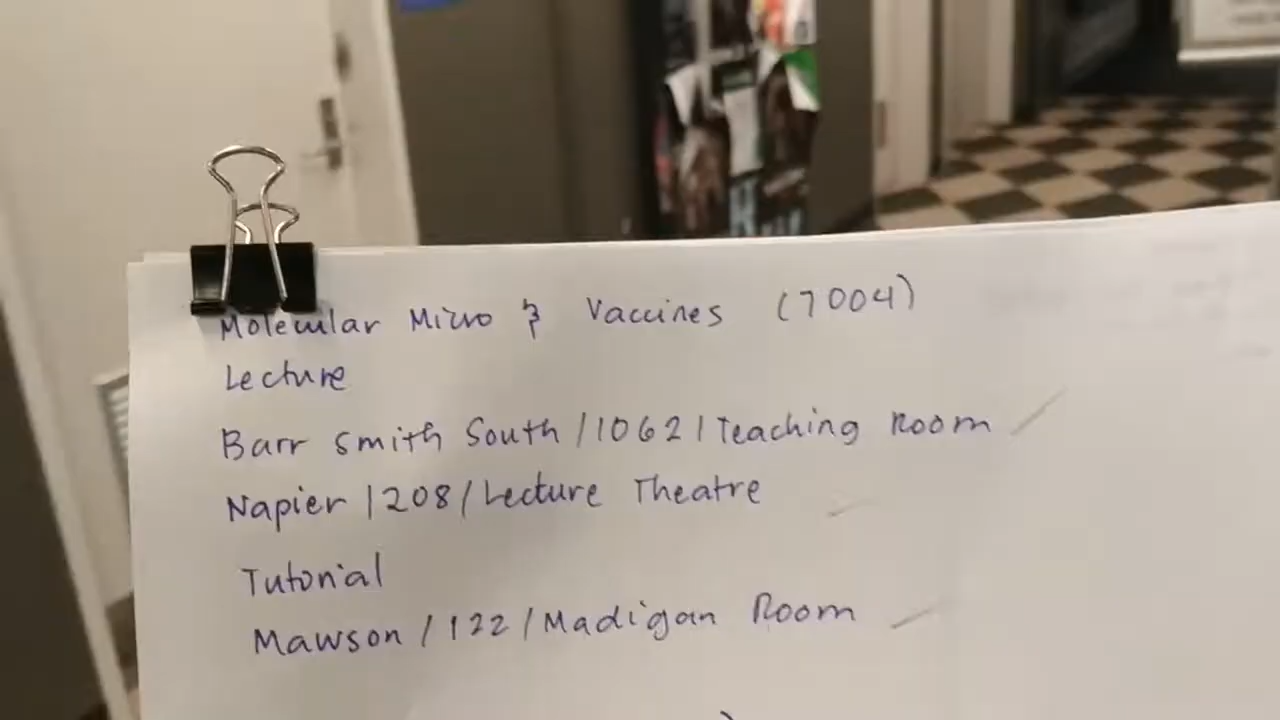 Molecular Micro & Vaccines (7004)
Lecture
Barr Smith South /1062/Teaching Room
Napier /208/Lecture Theatre
Tutorial
Mawson /122/Madigan Room